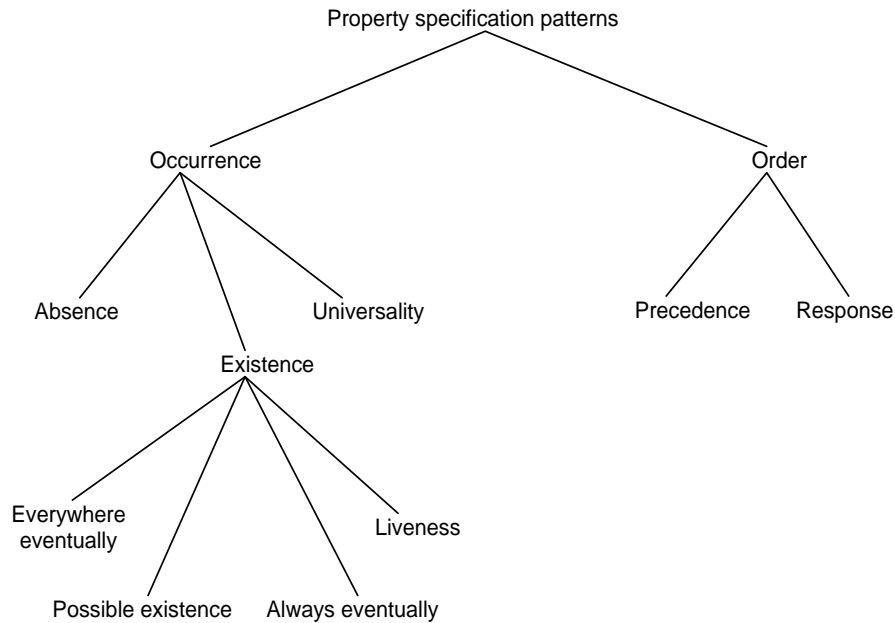 Property specification patterns
Occurrence
Order
Absence
Universality
Precedence
Response
Existence
Everywhere
eventually
Liveness
Possible existence
Always eventually